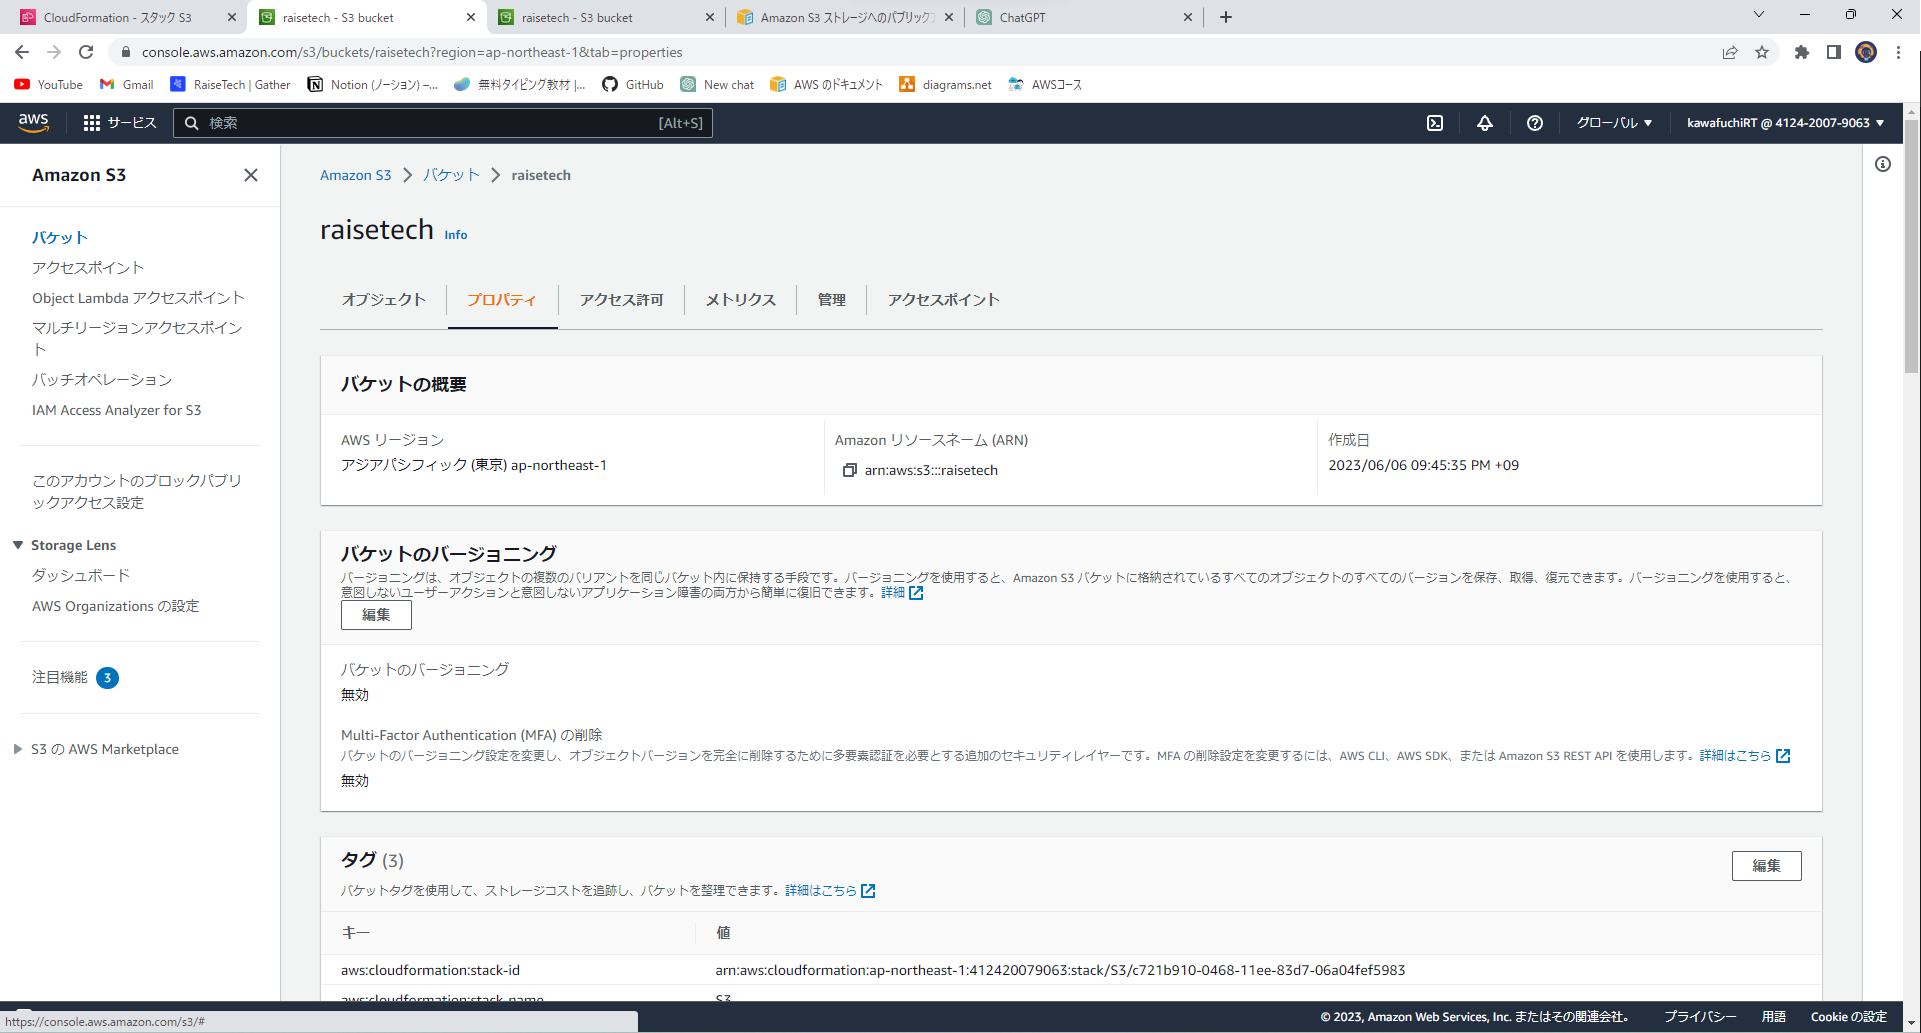 CloudFormation - スタック S3
raisetech - S3 bucket
raisetech - S3 bucket
Amazon S3 ストレージへのパブリック
ChatGPT
console.aws.amazon.com/s3/buckets/raisetech?region=ap-northeast-1&tab=properties
YouTube
Gmail
RaiseTech | Gather
Notion (ノーション) –...
無料タイピング教材 |...
GitHub
New chat
AWS のドキュメント
diagrams.net
AWSコース
aws
サービス
検索
[Alt+S]
グローバル
kawafuchiRT @ 4124-2007-9063
Amazon S3
バケット
アクセスポイント
Object Lambda アクセスポイント
マルチリージョンアクセスポイン
ト
バッチオペレーション
IAM Access Analyzer for S3
このアカウントのブロックパブリ
ックアクセス設定
Storage Lens
ダッシュボード
AWS Organizations の設定
注目機能 3
S3 の AWS Marketplace
Amazon S3 バケット raisetech
raisetech Info
オブジェクト
プロパティ
アクセス許可
メトリクス
管理
アクセスポイント
バケットの概要
AWS リージョン
アジアパシフィック (東京) ap-northeast-1
Amazon リソースネーム (ARN)
arn:aws:s3:::raisetech
作成日
2023/06/06 09:45:35 PM +09
バケットのバージョニング
バージョニングは、オブジェクトの複数のバリアントを同じバケット内に保持する手段です。バージョニングを使用すると、Amazon S3 バケットに格納されているすべてのオブジェクトのすべてのバージョンを保存、取得、復元できます。バージョニングを使用すると、
意図しないユーザーアクションと意図しないアプリケーション障害の両方から簡単に復旧できます。詳細
編集
バケットのバージョニング
無効
Multi-Factor Authentication (MFA) の削除
バケットのバージョニング設定を変更し、オブジェクトバージョンを完全に削除するために多要素認証を必要とする追加のセキュリティレイヤーです。MFA の削除設定を変更するには、AWS CLI、AWS SDK、または Amazon S3 REST API を使用します。詳細はこちら
無効
タグ (3)
編集
バケットタグを使用して、ストレージコストを追跡し、バケットを整理できます。詳細はこちら
キー
値
aws:cloudformation:stack-id
arn:aws:cloudformation:ap-northeast-1:412420079063:stack/S3/c721b910-0468-11ee-83d7-06a04fef5983
aws:cloudformation:stack-name
S3
https://console.aws.amazon.com/s3/#
© 2023, Amazon Web Services, Inc. またはその関連会社。
プライバシー
用語
Cookie の設定